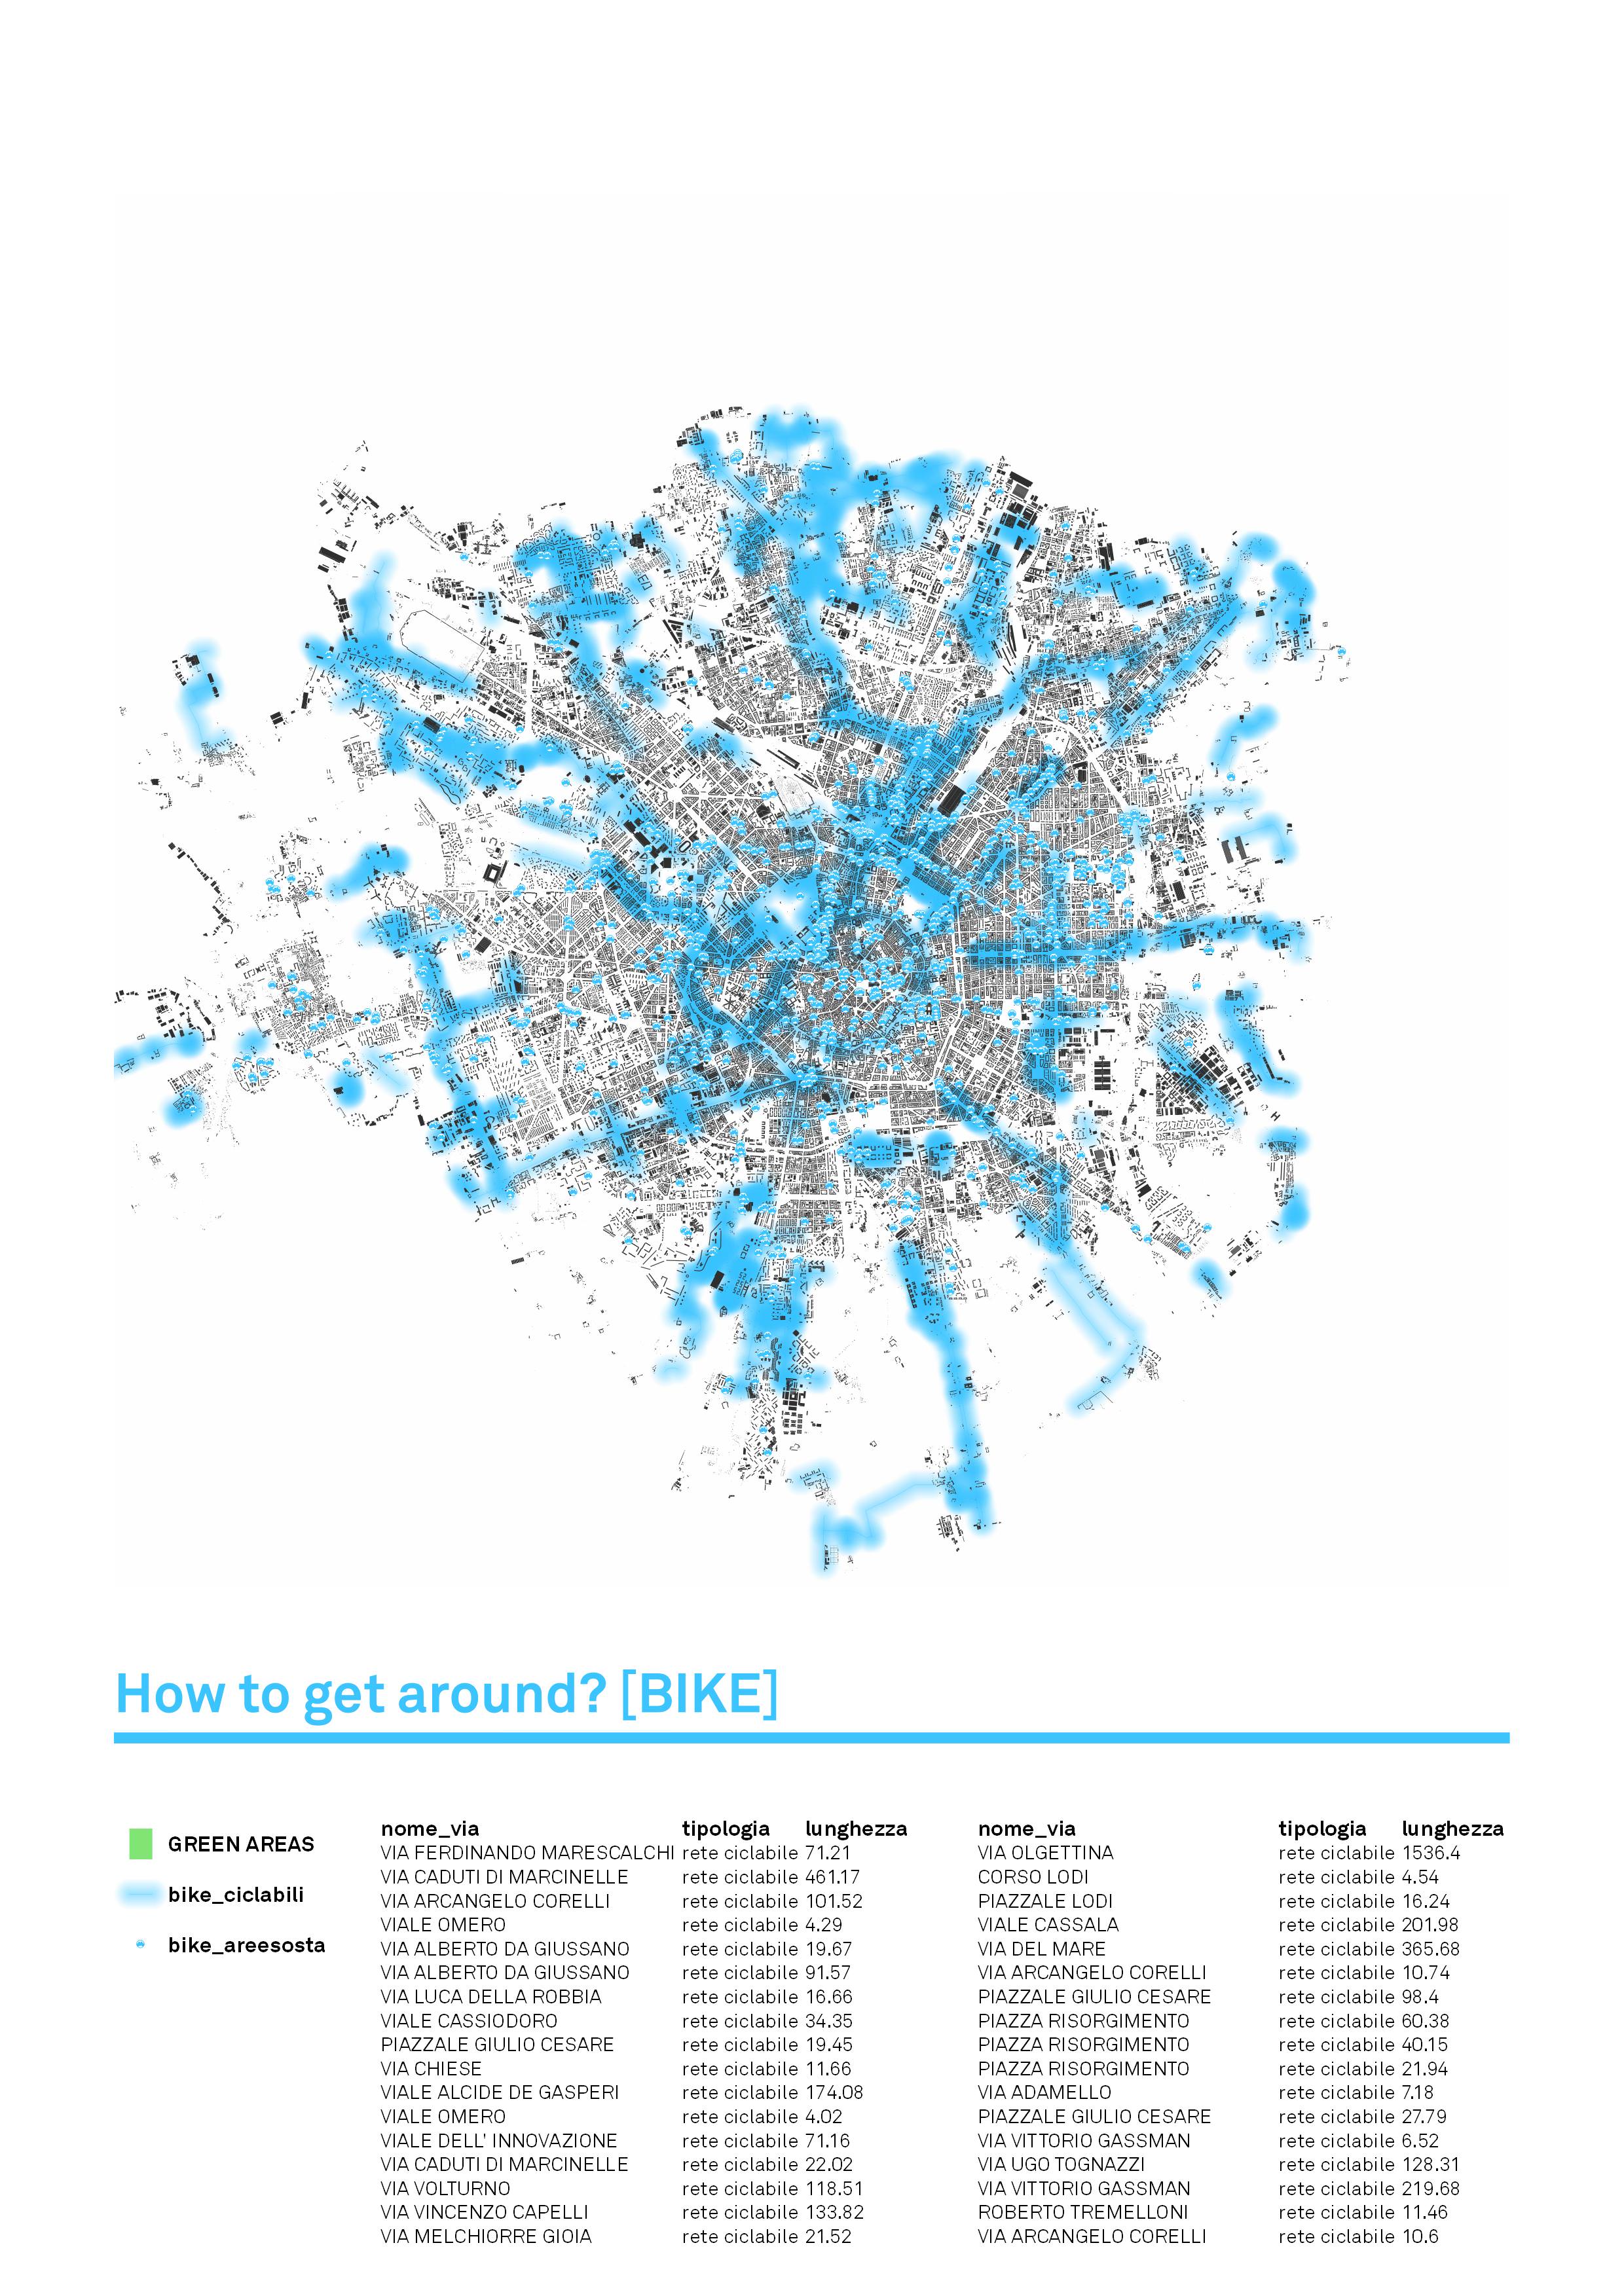 How to get around? [BIKE]
GREEN AREAS
bike_ciclabili
bike_areesosta
nome_via tipologia lunghezza
VIA FERDINANDO MARESCALCHI rete ciclabile 71.21
VIA CADUTI DI MARCINELLE rete ciclabile 461.17
VIA ARCANGELO CORELLI rete ciclabile 101.52
VIALE OMERO rete ciclabile 4.29
VIA ALBERTO DA GIUSSANO rete ciclabile 19.67
VIA ALBERTO DA GIUSSANO rete ciclabile 91.57
VIA LUCA DELLA ROBBIA rete ciclabile 16.66
VIALE CASSIODORO rete ciclabile 34.35
PIAZZALE GIULIO CESARE rete ciclabile 19.45
VIA CHIESE rete ciclabile 11.66
VIALE ALCIDE DE GASPERI rete ciclabile 174.08
VIALE OMERO rete ciclabile 4.02
VIALE DELL' INNOVAZIONE rete ciclabile 71.16
VIA CADUTI DI MARCINELLE rete ciclabile 22.02
VIA VOLTURNO rete ciclabile 118.51
VIA VINCENZO CAPELLI rete ciclabile 133.82
VIA MELCHIORRE GIOIA rete ciclabile 21.52
nome_via tipologia lunghezza
VIA OLGETTINA rete ciclabile 1536.4
CORSO LODI rete ciclabile 4.54
PIAZZALE LODI rete ciclabile 16.24
VIALE CASSALA rete ciclabile 201.98
VIA DEL MARE rete ciclabile 365.68
VIA ARCANGELO CORELLI rete ciclabile 10.74
PIAZZALE GIULIO CESARE rete ciclabile 98.4
PIAZZA RISORGIMENTO rete ciclabile 60.38
PIAZZA RISORGIMENTO rete ciclabile 40.15
PIAZZA RISORGIMENTO rete ciclabile 21.94
VIA ADAMELLO rete ciclabile 7.18
PIAZZALE GIULIO CESARE rete ciclabile 27.79
VIA VITTORIO GASSMAN rete ciclabile 6.52
VIA UGO TOGNAZZI rete ciclabile 128.31
VIA VITTORIO GASSMAN rete ciclabile 219.68
ROBERTO TREMELLONI rete ciclabile 11.46
VIA ARCANGELO CORELLI rete ciclabile 10.6